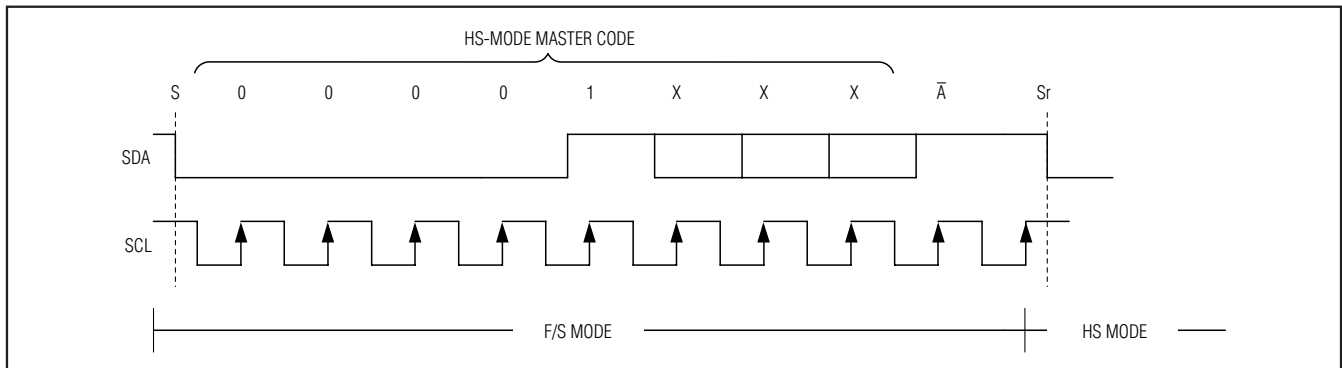 HS-MODE MASTER CODE
S 0 0 0 0 1 X X X A̅ Sr
SDA
SCL
F/S MODE HS MODE